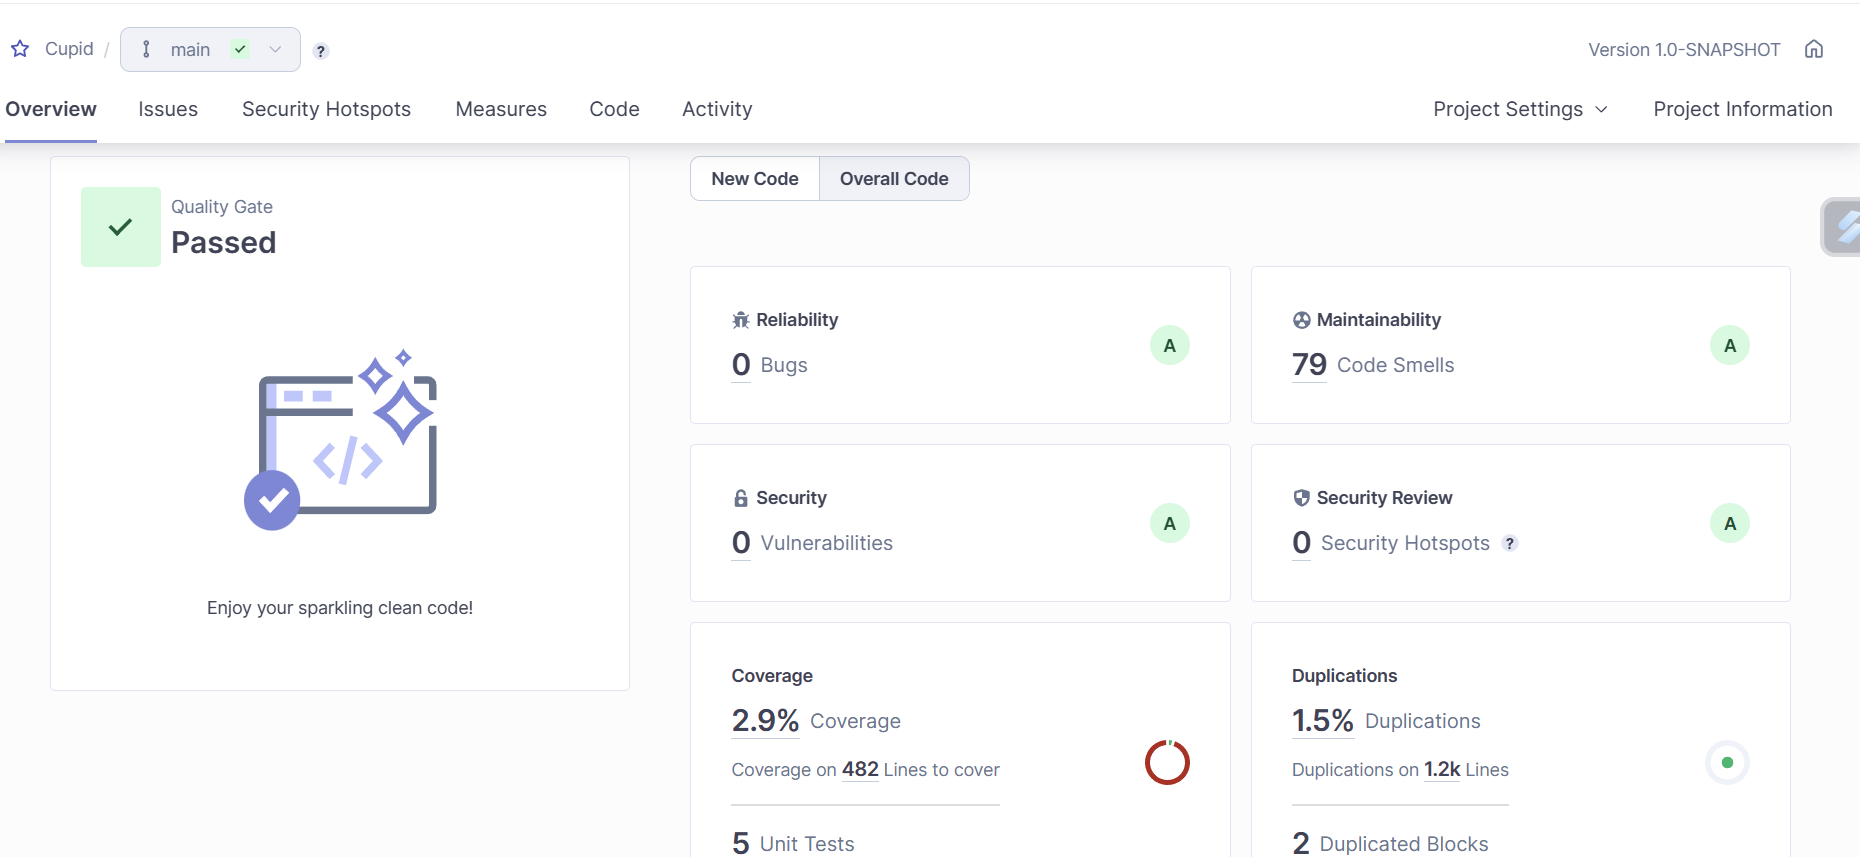 Cupid / main ?
Version 1.0-SNAPSHOT
Overview Issues Security Hotspots Measures Code Activity
Project Settings Project Information
Quality Gate
Passed
</>
Enjoy your sparkling clean code!
New Code Overall Code
Reliability
0 Bugs
A
Maintainability
79 Code Smells
A
Security
0 Vulnerabilities
A
Security Review
0 Security Hotspots ?
A
Coverage
2.9% Coverage
Coverage on 482 Lines to cover
5 Unit Tests
Duplications
1.5% Duplications
Duplications on 1.2k Lines
2 Duplicated Blocks